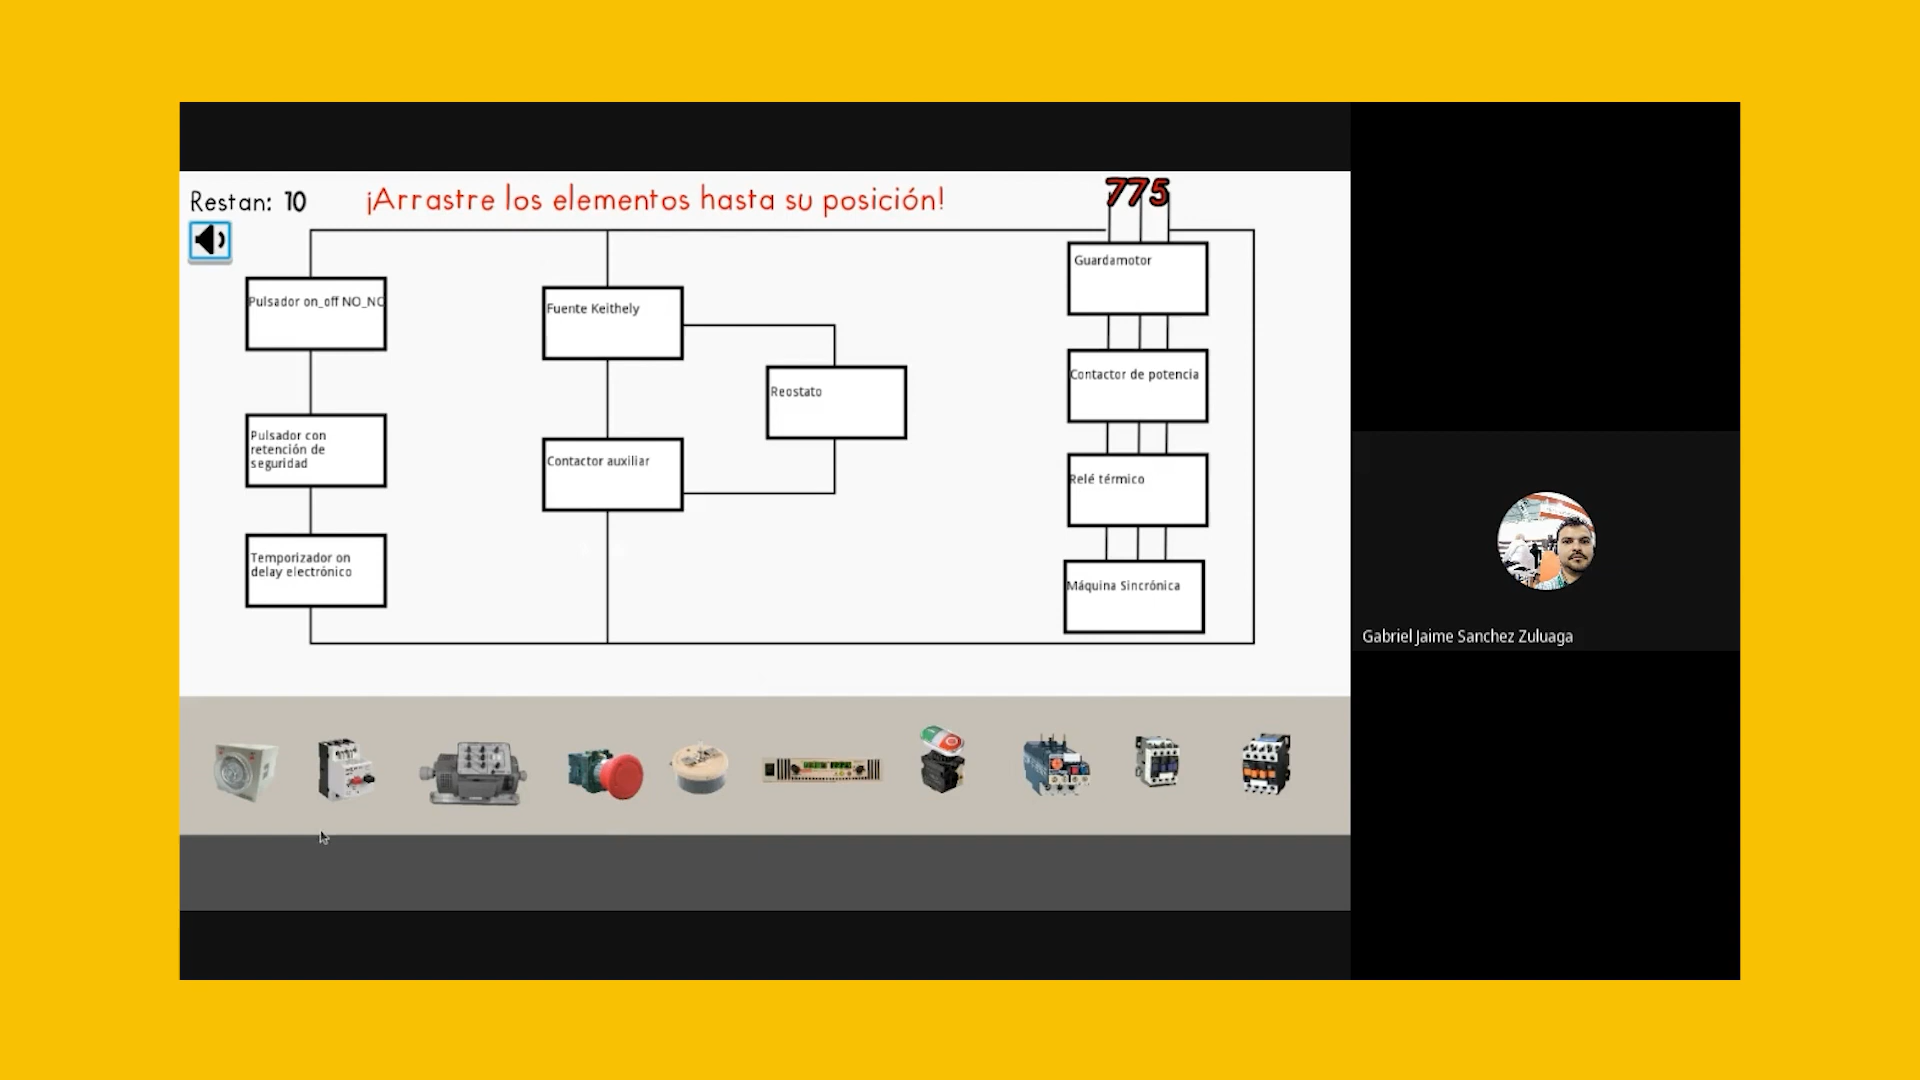 Restan: 10
¡Arrastre los elementos hasta su posición!
775
Pulsador on_off NO_NC
Pulsador con
retención de
seguridad
Temporizador on
delay electrónico
Fuente Keithely
Contactor auxiliar
Reostato
Guardamotor
Contactor de potencia
Relé térmico
Máquina Sincrónica
Gabriel Jaime Sanchez Zuluaga